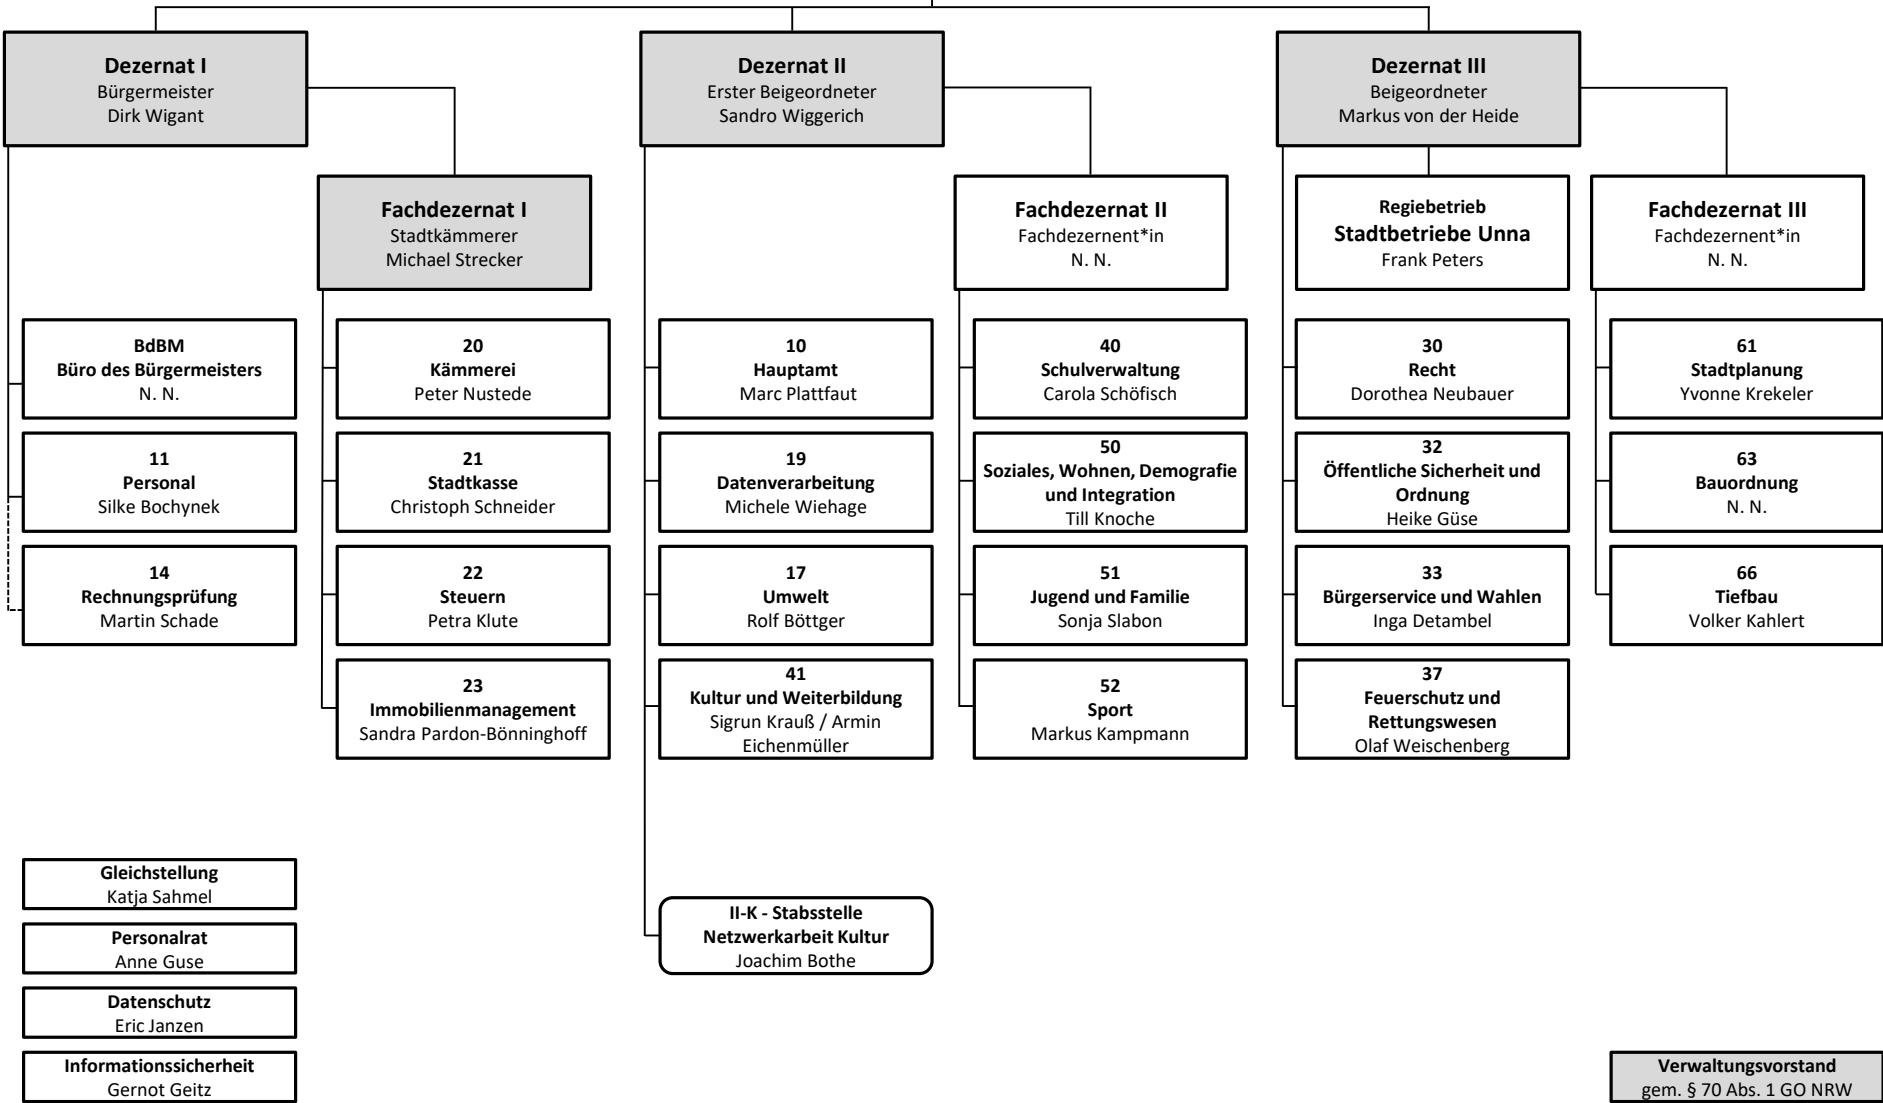 Dezernat I
Bürgermeister
Dirk Wigant
Dezernat II
Erster Beigeordneter
Sandro Wiggerich
Dezernat III
Beigeordneter
Markus von der Heide
Fachdezernat I
Stadtkämmerer
Michael Strecker
Fachdezernat II
Fachdezernent*in
N. N.
Regiebetrieb
Stadtbetriebe Unna
Frank Peters
Fachdezernat III
Fachdezernent*in
N. N.
BdBM
Büro des Bürgermeisters
N. N.
11
Personal
Silke Bochynek
14
Rechnungsprüfung
Martin Schade
20
Kämmerei
Peter Nustede
21
Stadtkasse
Christoph Schneider
22
Steuern
Petra Klute
23
Immobilienmanagement
Sandra Pardon-Bönninghoff
10
Hauptamt
Marc Plattfaut
19
Datenverarbeitung
Michele Wiehage
17
Umwelt
Rolf Böttger
41
Kultur und Weiterbildung
Sigrun Krauß / Armin
Eichenmüller
II-K - Stabsstelle
Netzwerkarbeit Kultur
Joachim Bothe
40
Schulverwaltung
Carola Schöfisch
50
Soziales, Wohnen, Demografie
und Integration
Till Knoche
51
Jugend und Familie
Sonja Slabon
52
Sport
Markus Kampmann
30
Recht
Dorothea Neubauer
32
Öffentliche Sicherheit und
Ordnung
Heike Güse
33
Bürgerservice und Wahlen
Inga Detambel
37
Feuerschutz und
Rettungswesen
Olaf Weischenberg
61
Stadtplanung
Yvonne Krekeler
63
Bauordnung
N. N.
66
Tiefbau
Volker Kahlert
Gleichstellung
Katja Sahmel
Personalrat
Anne Guse
Datenschutz
Eric Janzen
Informationssicherheit
Gernot Geitz
Verwaltungsvorstand
gem. § 70 Abs. 1 GO NRW